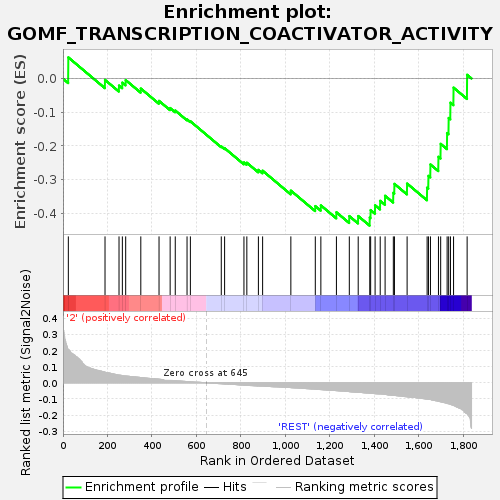 Enrichment plot:
GOMF_TRANSCRIPTION_COACTIVATOR_ACTIVITY
Enrichment score (ES)
0.0
-0.1
-0.2
-0.3
-0.4
'2' (positively correlated)
Ranked list metric (Signal2Noise)
0.4
0.3
0.2
0.1
0.0
-0.1
-0.2
-0.3
Zero cross at 645
'REST' (negatively correlated)
0 200 400 600 800 1,000 1,200 1,400 1,600 1,800
Rank in Ordered Dataset
Enrichment profile Hits Ranking metric scores